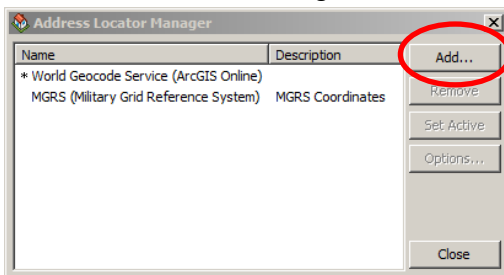 Address Locator Manager
Name Description Add...
* World Geocode Service (ArcGIS Online)
MGRS (Military Grid Reference System) MGRS Coordinates Remove
Set Active
Options...
Close